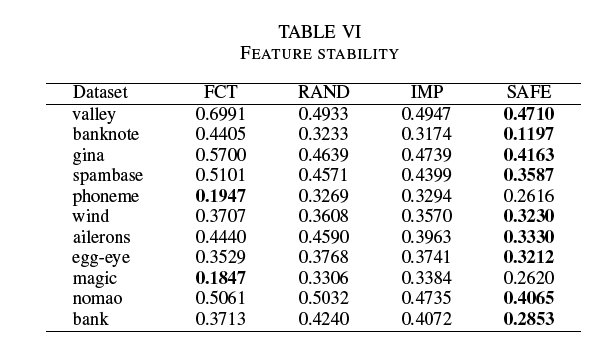 TABLE VI
FEATURE STABILITY
Dataset FCT RAND IMP SAFE
valley 0.6991 0.4933 0.4947 0.4710
banknote 0.4405 0.3233 0.3174 0.1197
gina 0.5700 0.4639 0.4739 0.4163
spambase 0.5101 0.4571 0.4399 0.3587
phoneme 0.1947 0.3269 0.3294 0.2616
wind 0.3707 0.3608 0.3570 0.3230
ailerons 0.4440 0.4590 0.3963 0.3330
egg-eye 0.3529 0.3768 0.3741 0.3212
magic 0.1847 0.3306 0.3384 0.2620
nomao 0.5061 0.5032 0.4735 0.4065
bank 0.3713 0.4240 0.4072 0.2853